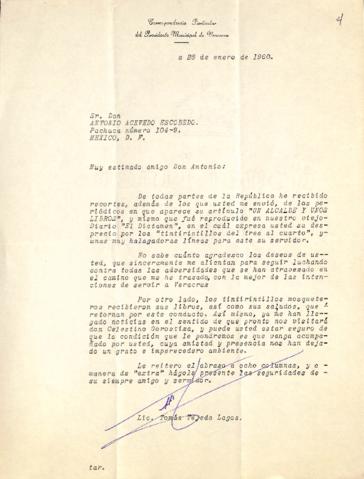 4
Correspondencia Particular
del Presidente Municipal de Veracruz
a 25 de enero de 1960.
Sr. Don
ANTONIO ACEVEDO ESCOBEDO.
Pachuca número 104-9.
MEXICO, D. F.
Muy estimado amigo Don Antonio:
De todas partes de la República he recibido
recortes, además de los que usted me envió, de los pe-
riódicos en que aparece su artículo "UN ALCALDE Y UNOS
LIBROS", y mismo que fué reproducido en nuestro viejo
Diario "El Dictamen", en el cual expresa usted su des-
precio por los "tintirintillos del tres al cuarto", y
unas muy halagadoras líneas para este su servidor.
No sabe cuánto agradezco los deseos de us-
ted, que sinceramente me alientan para seguir luchando
contra todas las adversidades que se han atravesado en
el camino que me he trazado con la mejor de las inten-
ciones de servir a Veracruz
Por otro lado, los tintirintillos mosquete-
ros recibieron sus libros, así como sus saludos, que
retornan por este conducto. Así mismo, ya me han lle-
gado noticias en el sentido de que pronto nos visitará
don Celestino Gorostiza, y puede usted estar seguro de
que la condición que le pondremos es que venga acompa-
ñado por usted, cuya amistad y presencia nos han deja-
do un grato e imperecedero ambiente.
Le reitero el abrazo a ocho columnas, y a
manera de "extra" hágole presente las seguridades de
su siempre amigo y servidor.
Lic. Tomás Tejeda Lagos.
tar.